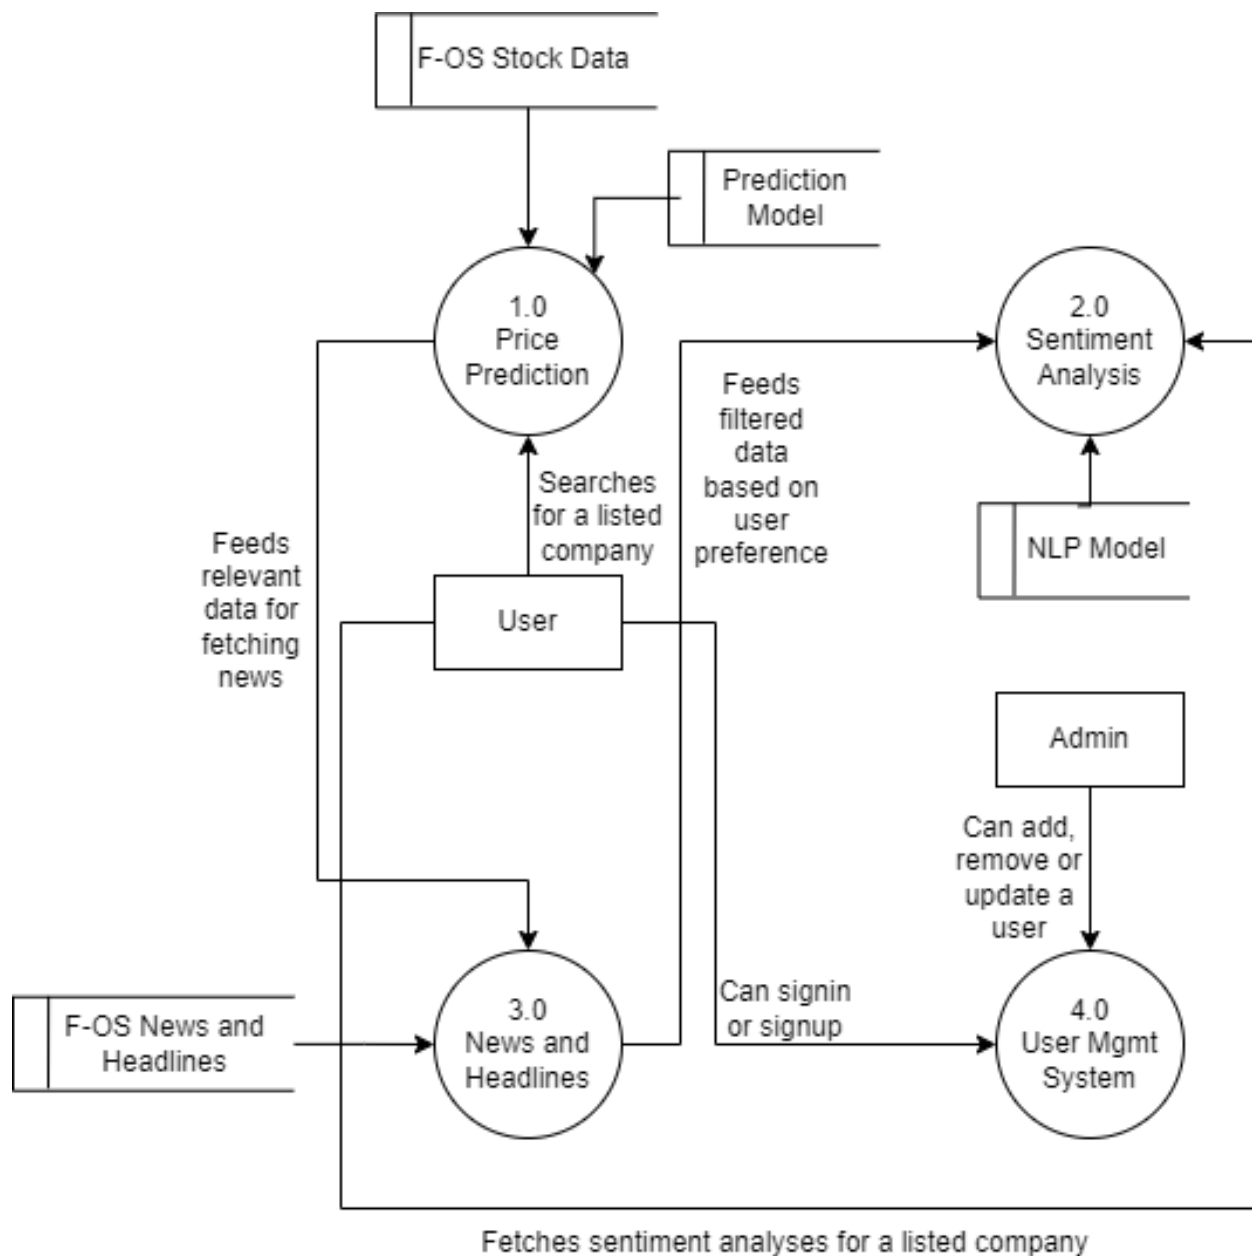 F-OS Stock Data
Prediction
Model
1.0
Price
Prediction
2.0
Sentiment
Analysis
Feeds
filtered
data
based on
user
preference
Searches
for a listed
company
NLP Model
Feeds
relevant
data for
fetching
news
User
Admin
Can add,
remove or
update a
user
Can signin
or signup
F-OS News and
Headlines
3.0
News and
Headlines
4.0
User Mgmt
System
Fetches sentiment analyses for a listed company